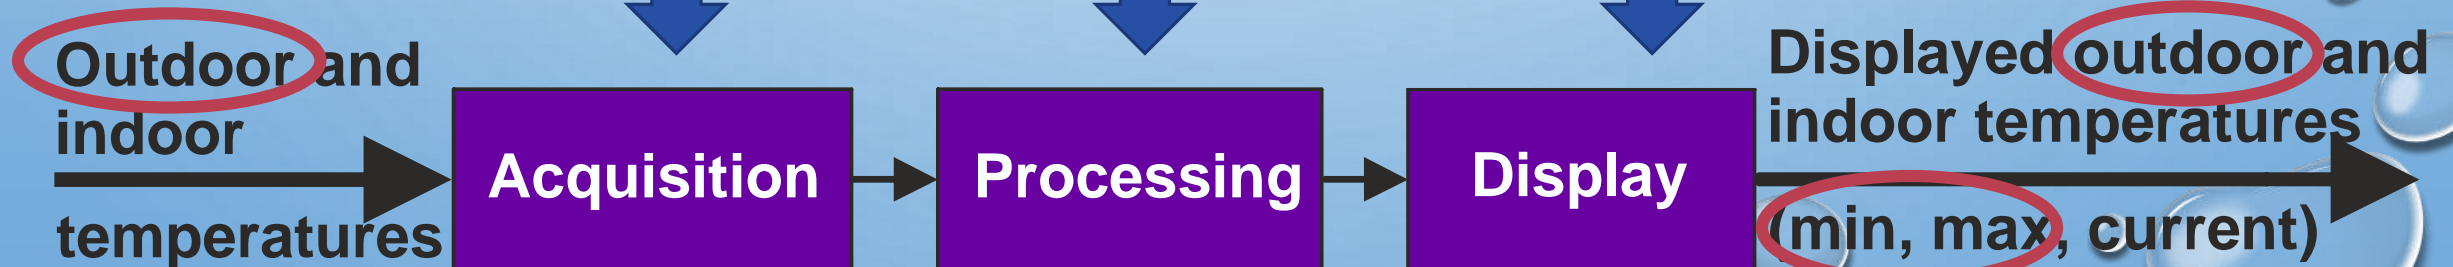 Outdoor and
indoor
temperatures
Acquisition
Processing
Display
Displayed outdoor and
indoor temperatures
(min, max, current)